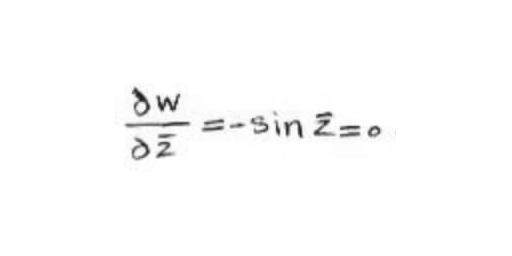 ∂w/∂z̄ = -sin z̄ = 0